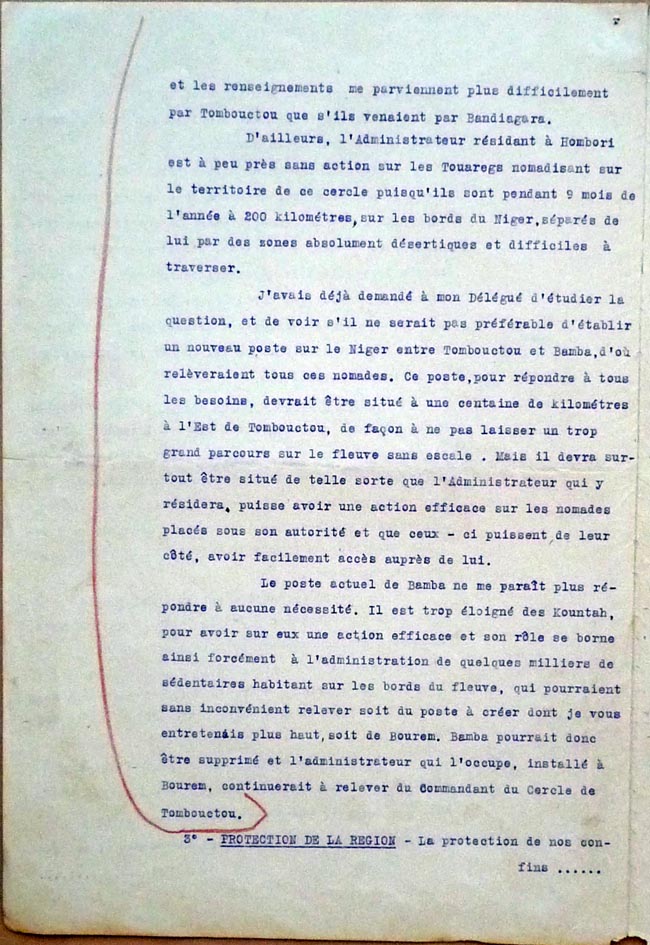 et les renseignements me parviennent plus difficilement
par Tombouctou que s'ils venaient par Bandiagara.
D'ailleurs, l'Administrateur résidant à Hombori
est à peu près sans action sur les Touaregs nomadisant sur
le territoire de ce cercle puisqu'ils sont pendant 9 mois de
l'année à 200 kilométres, sur les bords du Niger, séparés de
lui par des zones absolument désertiques et difficiles à
traverser.
J'avais déjà demandé à mon Délégué d'étudier la
question, et de voir s'il ne serait pas préférable d'établir
un nouveau poste sur le Niger entre Tombouctou et Bamba, d'où
relèveraient tous ces nomades. Ce poste, pour répondre à tous
les besoins, devrait être situé à une centaine de kilométres
à l'Est de Tombouctou, de façon à ne pas laisser un trop
grand parcours sur le fleuve sans escale . Mais il devra sur-
tout être situé de telle sorte que l'Administrateur qui y
résidera, puisse avoir une action efficace sur les nomades
placés sous son autorité et que ceux - ci puissent de leur
côté, avoir facilement accès auprès de lui.
Le poste actuel de Bamba ne me paraît plus ré-
pondre à aucune nécessité. Il est trop éloigné des Kountah,
pour avoir sur eux une action efficace et son rôle se borne
ainsi forcément à l'administration de quelques milliers de
sédentaires habitant sur les bords du fleuve, qui pourraient
sans inconvénient relever soit du poste à créer dont je vous
entretenais plus haut, soit de Bourem. Bamba pourrait donc
être supprimé et l'administrateur qui l'occupe, installé à
Bourem, continuerait à relever du Commandant du Cercle de
Tombouctou.
3° - PROTECTION DE LA REGION - La protection de nos con-
fins ......